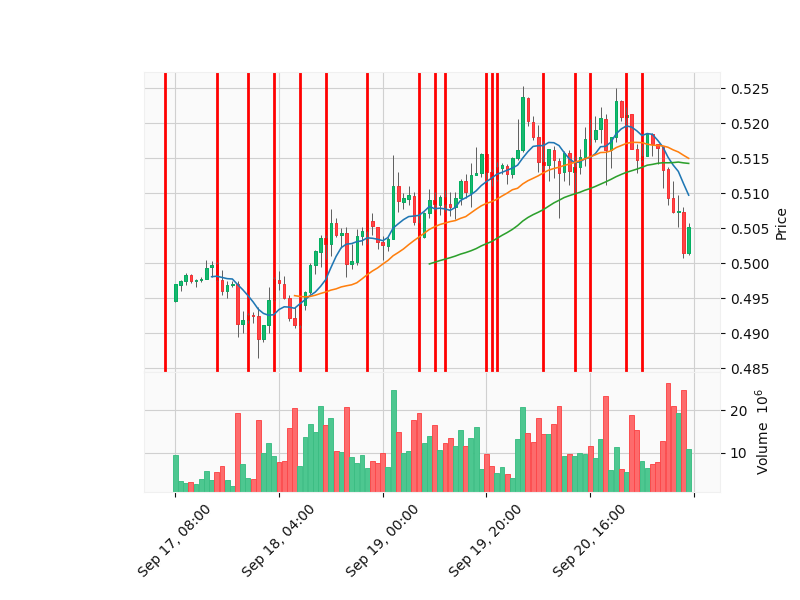 0.525
0.520
0.515
0.510
0.505
0.500
0.495
0.490
0.485
Price
20
10
Volume 10^6
Sep 17, 08:00
Sep 18, 04:00
Sep 19, 00:00
Sep 19, 20:00
Sep 20, 16:00